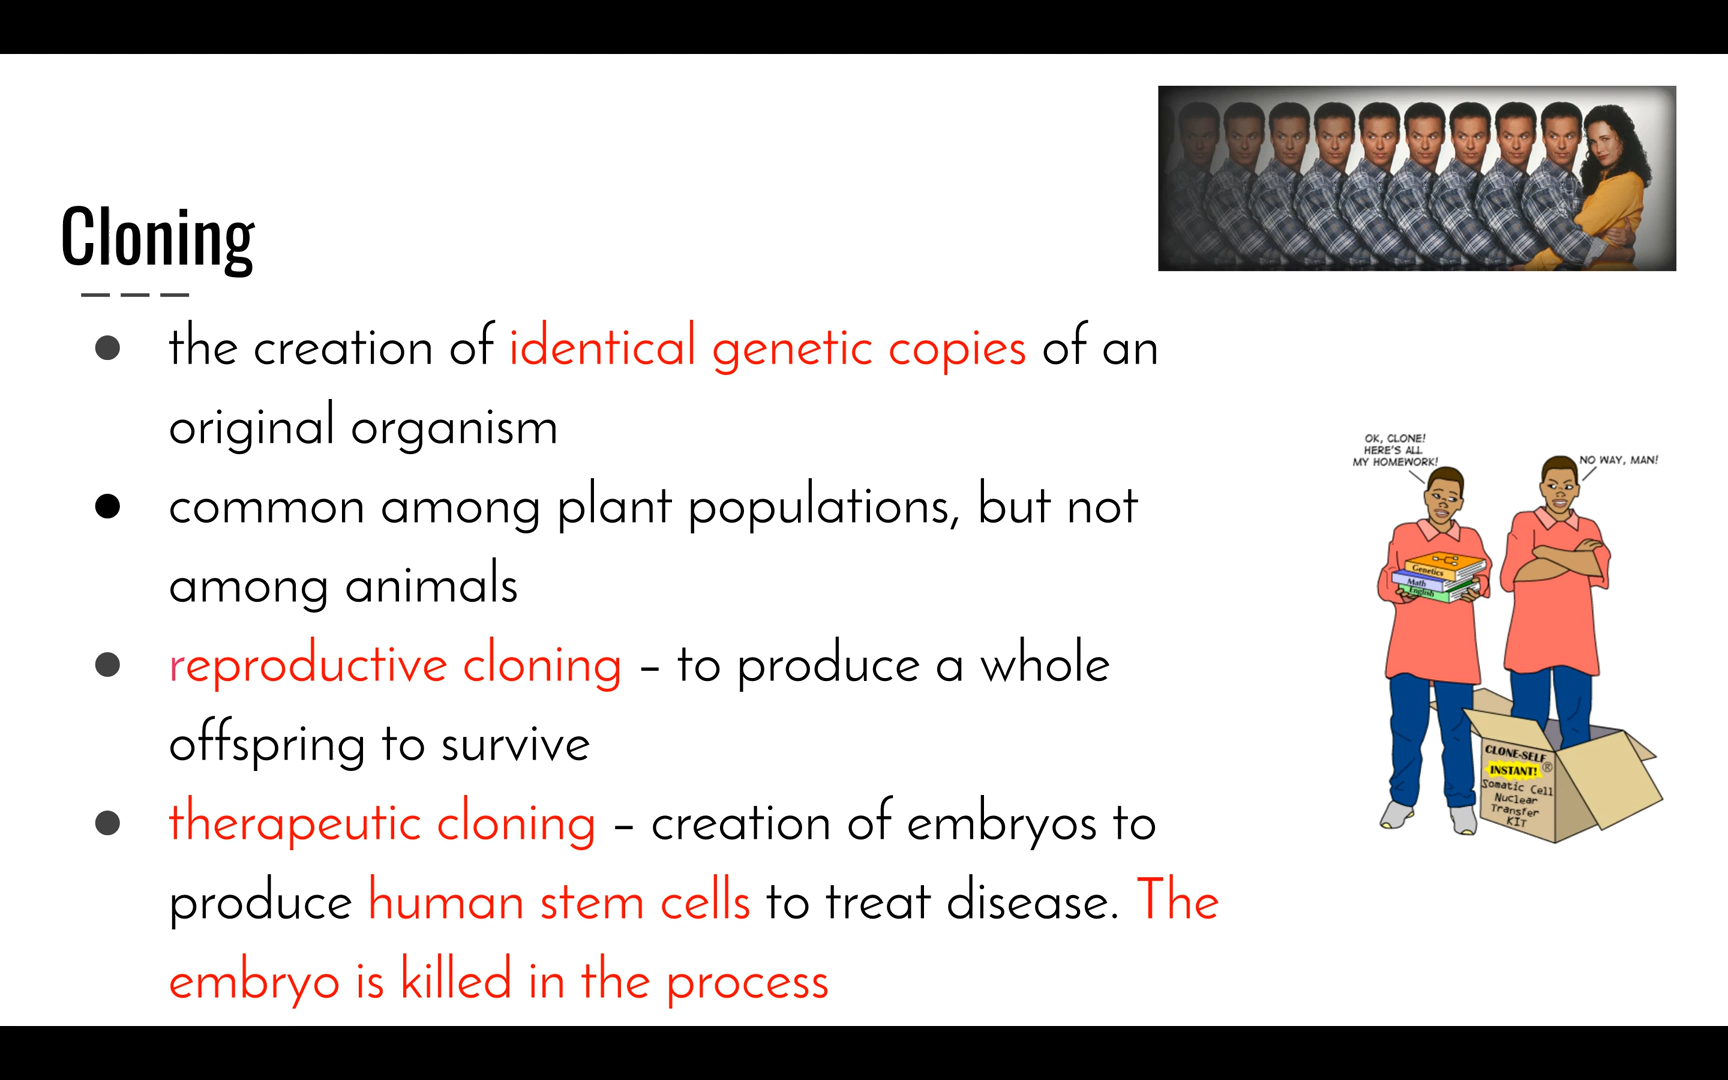 Cloning
the creation of identical genetic copies of an
original organism
common among plant populations, but not
among animals
reproductive cloning – to produce a whole
offspring to survive
therapeutic cloning – creation of embryos to
produce human stem cells to treat disease. The
embryo is killed in the process
OK, CLONE!
HERE'S ALL
MY HOMEWORK!
NO WAY, MAN!
Genetics
Math
English
CLONE-SELF
INSTANT! ®
Somatic Cell
Nuclear
Transfer
KIT